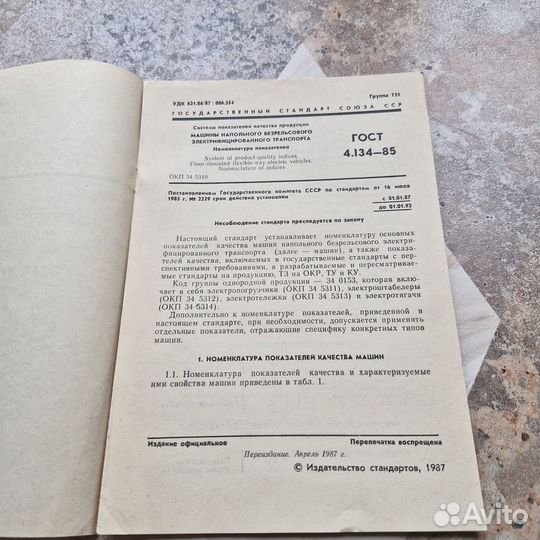 УДК 621.86/87 : 006.354
Группа Т51
ГОСУДАРСТВЕННЫЙ СТАНДАРТ СОЮЗА ССР
Система показателей качества продукции
МАШИНЫ НАПОЛЬНОГО БЕЗРЕЛЬСОВОГО
ЭЛЕКТРИФИЦИРОВАННОГО ТРАНСПОРТА
Номенклатура показателей
System of product-quality indices.
Floor-mounted flexible-way electric vehicles.
Nomenclature of indices
ГОСТ
4.134—85
ОКП 34 5310
Постановлением Государственного комитета СССР по стандартам от 16 июля
1985 г. № 2229 срок действия установлен
с 01.01.87
до 01.01.92
Несоблюдение стандарта преследуется по закону
Настоящий стандарт устанавливает номенклатуру основных
показателей качества машин напольного безрельсового электри-
фицированного транспорта (далее — машин), а также показа-
телей качества, включаемых в государственные стандарты с пер-
спективными требованиями, в разрабатываемые и пересматривае-
мые стандарты на продукцию, ТЗ на ОКР, ТУ и КУ.
Код группы однородной продукции — 34 0153, которая включа-
ет в себя электропогрузчики (ОКП 34 5311), электроштабелеры
(ОКП 34 5312), электротележки (ОКП 34 5313) и электротягачи
(ОКП 34 5314).
Дополнительно к номенклатуре показателей, приведенной в
настоящем стандарте, при необходимости, допускается применять
отдельные показатели, отражающие специфику конкретных типов
машин.
1. НОМЕНКЛАТУРА ПОКАЗАТЕЛЕЙ КАЧЕСТВА МАШИН
1.1. Номенклатура показателей качества и характеризуемые
ими свойства машин приведены в табл. 1.
Издание официальное
Перепечатка воспрещена
Переиздание. Апрель 1987 г.
© Издательство стандартов, 1987
Avito